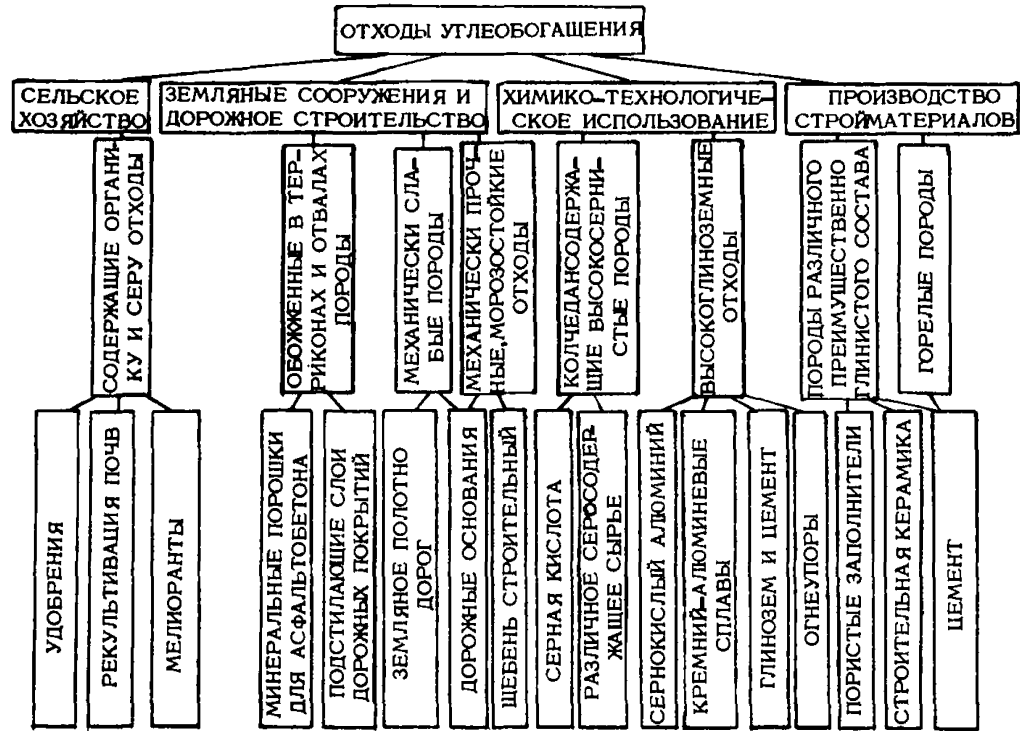 ОТХОДЫ УГЛЕОБОГАЩЕНИЯ
СЕЛЬСКОЕ
ХОЗЯЙСТВО
ЗЕМЛЯНЫЕ СООРУЖЕНИЯ И
ДОРОЖНОЕ СТРОИТЕЛЬСТВО
ХИМИКО-ТЕХНОЛОГИЧЕ-
СКОЕ ИСПОЛЬЗОВАНИЕ
ПРОИЗВОДСТВО
СТРОЙМАТЕРИАЛОВ
СОДЕРЖАЩИЕ ОРГАНИ-
КУ И СЕРУ ОТХОДЫ
ОБОЖЖЕННЫЕ В ТЕР-
РИКОНАХ И ОТВАЛАХ
ПОРОДЫ
МЕХАНИЧЕСКИ СЛА-
БЫЕ ПОРОДЫ
МЕХАНИЧЕСКИ ПРОЧ-
НЫЕ, МОРОЗОСТОЙКИЕ
ОТХОДЫ
КОЛЧЕДАНСОДЕРЖА-
ЩИЕ ВЫСОКОСЕРНИ-
СТЫЕ ПОРОДЫ
ВЫСОКОГЛИНОЗЕМНЫЕ
ОТХОДЫ
ПОРОДЫ РАЗЛИЧНОГО
ПРЕИМУЩЕСТВЕННО
ГЛИНИСТОГО СОСТАВА
ГОРЕЛЫЕ ПОРОДЫ
УДОБРЕНИЯ
РЕКУЛЬТИВАЦИЯ ПОЧВ
МЕЛИОРАНТЫ
МИНЕРАЛЬНЫЕ ПОРОШКИ
ДЛЯ АСФАЛЬТОБЕТОНА
ПОДСТИЛАЮЩИЕ СЛОИ
ДОРОЖНЫХ ПОКРЫТИЙ
ЗЕМЛЯНОЕ ПОЛОТНО
ДОРОГ
ДОРОЖНЫЕ ОСНОВАНИЯ
ЩЕБЕНЬ СТРОИТЕЛЬНЫЙ
СЕРНАЯ КИСЛОТА
РАЗЛИЧНОЕ СЕРОСОДЕР-
ЖАЩЕЕ СЫРЬЕ
СЕРНОКИСЛЫЙ АЛЮМИНИЙ
КРЕМНИЙ-АЛЮМИНЕВЫЕ
СПЛАВЫ
ГЛИНОЗЕМ И ЦЕМЕНТ
ОГНЕУПОРЫ
ПОРИСТЫЕ ЗАПОЛНИТЕЛИ
СТРОИТЕЛЬНАЯ КЕРАМИКА
ЦЕМЕНТ